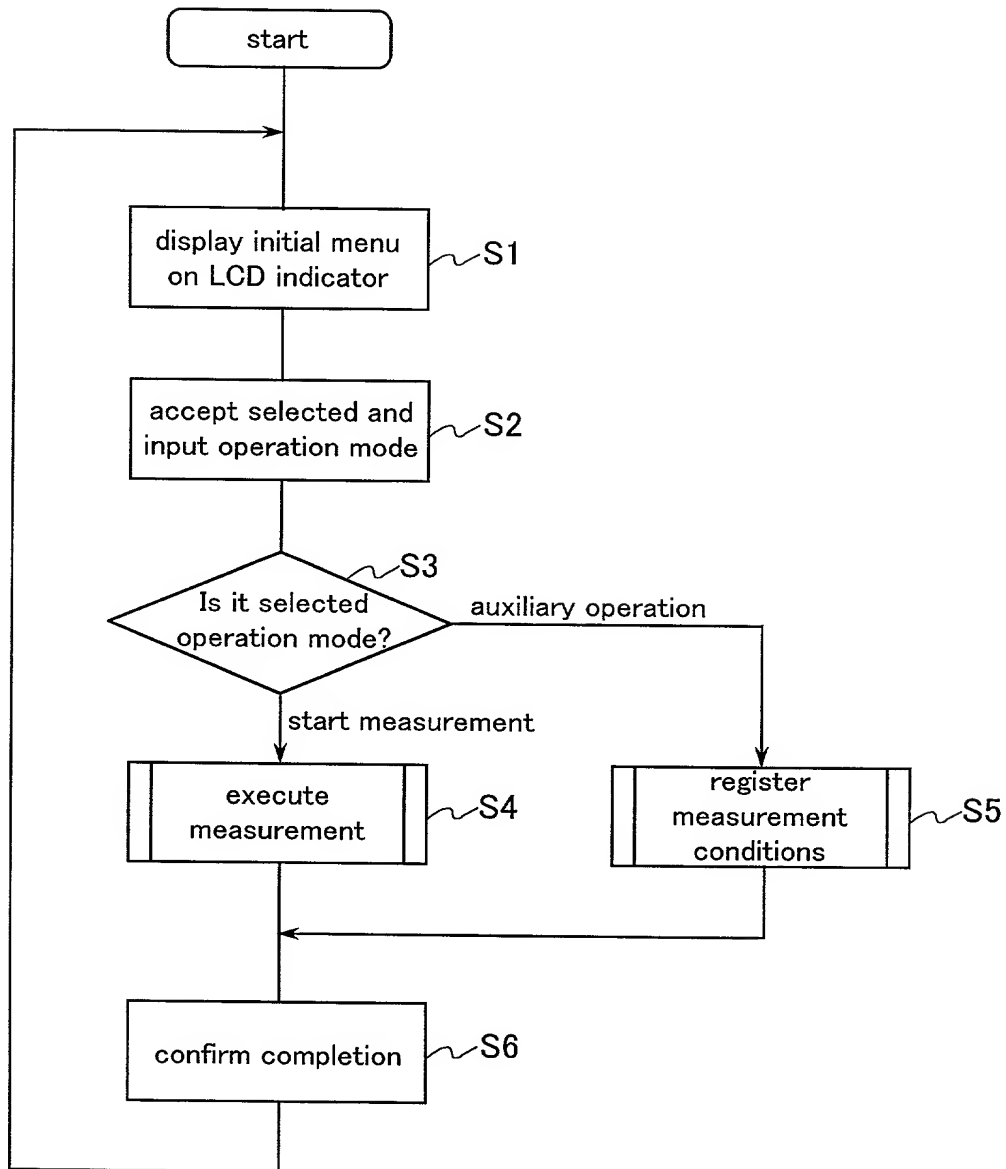 start
display initial menu
on LCD indicator
S1
accept selected and
input operation mode
S2
S3
Is it selected
operation mode?
auxiliary operation
start measurement
execute
measurement
S4
register
measurement
conditions
S5
confirm completion
S6